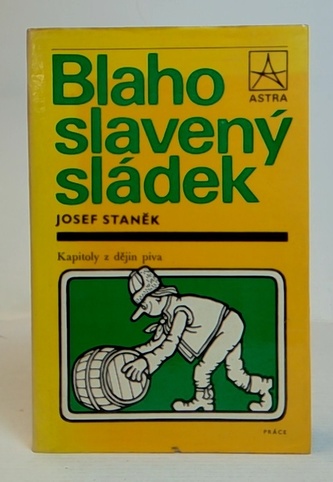 Blaho
slavený
sládek
ASTRA
JOSEF STANĚK
Kapitoly z dějin piva
PRÁCE